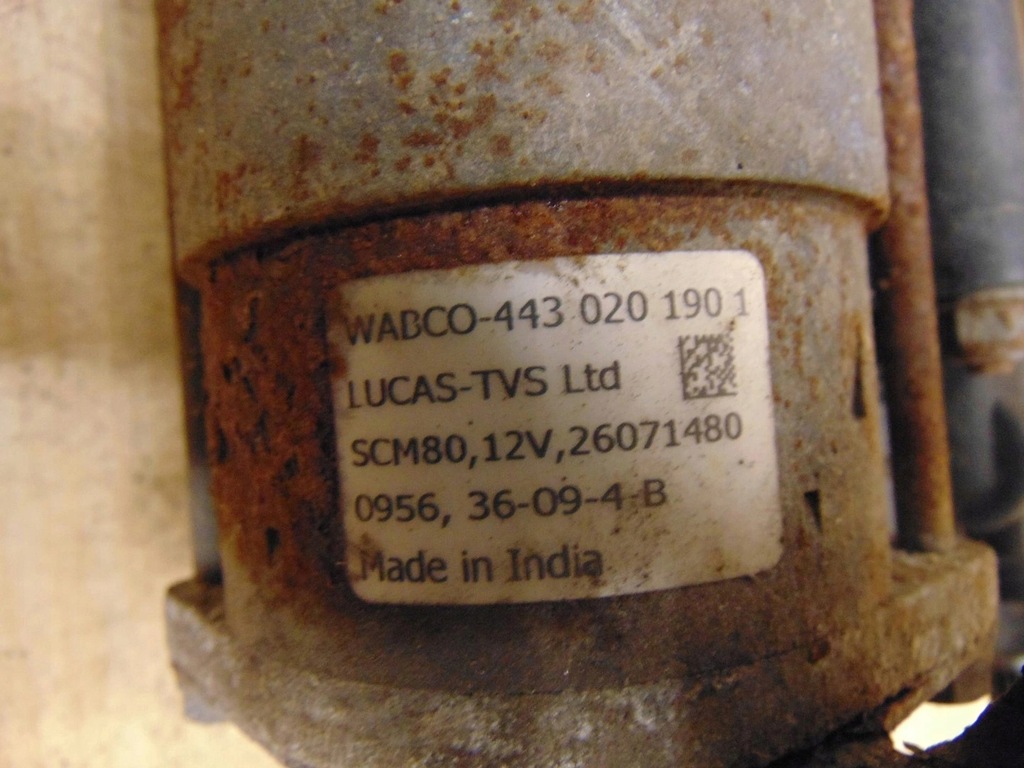 WABCO-443 020 190 1
LUCAS-TVS Ltd
SCM80,12V,26071480
0956, 36-09-4-B
Made in India